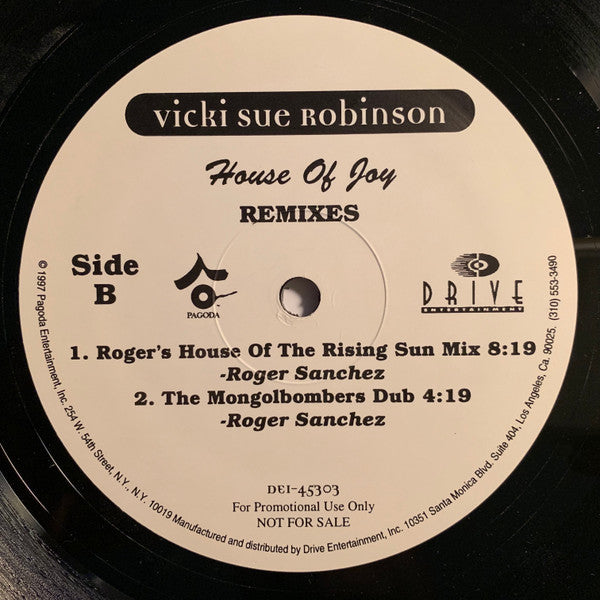 vicki sue Robinson
House Of Joy
REMIXES
Side
B
PAGODA
DRIVE
ENTERTAINMENT
1. Roger's House Of The Rising Sun Mix 8:19
-Roger Sanchez
2. The Mongolbombers Dub 4:19
-Roger Sanchez
DEI-45303
For Promotional Use Only
NOT FOR SALE
© 1997 Pagoda Entertainment, Inc. 254 W. 54th Street, N.Y., N.Y. 10019 Manufactured and distributed by Drive Entertainment, Inc. 10351 Santa Monica Blvd. Suite 404, Los Angeles, Ca. 90025. (310) 553-3490